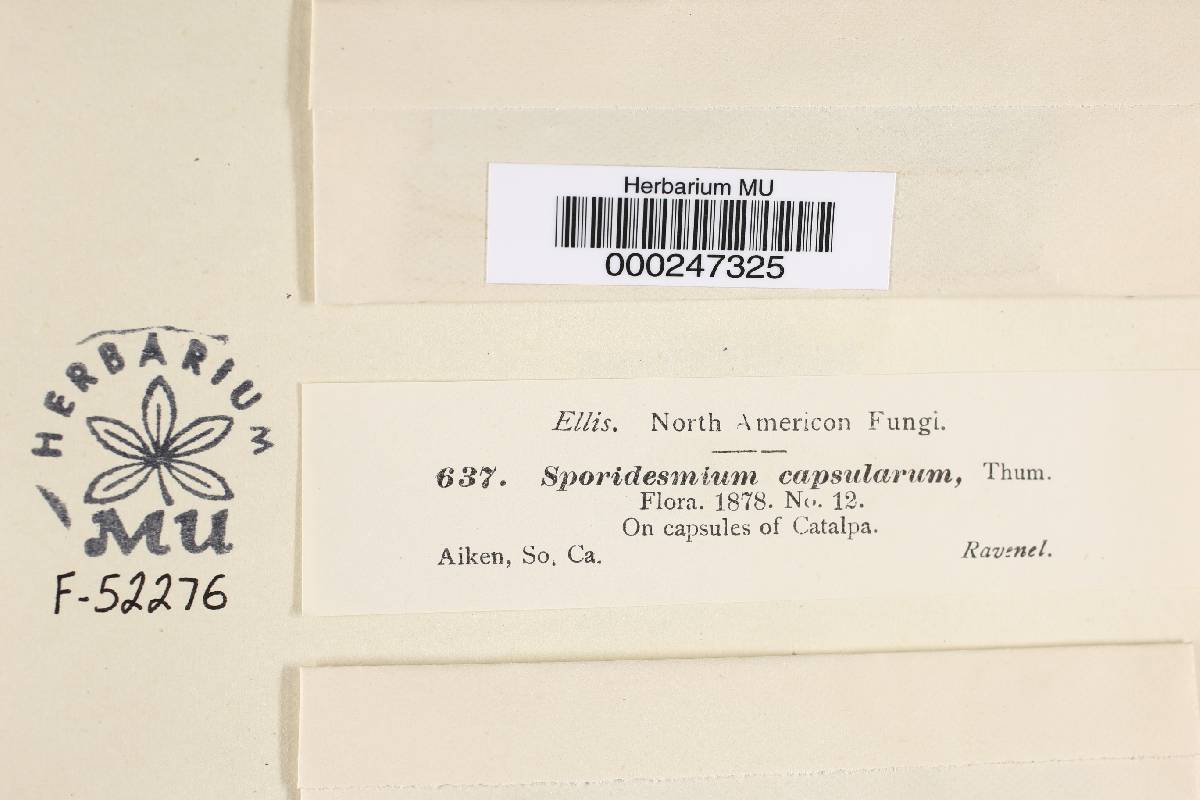 Herbarium MU
000247325
HERBARIUM
MU
F-52276
Ellis. North American Fungi.
637. Sporidesmium capsularum, Thum.
Flora. 1878. No. 12.
On capsules of Catalpa.
Aiken, So. Ca. Ravenel.